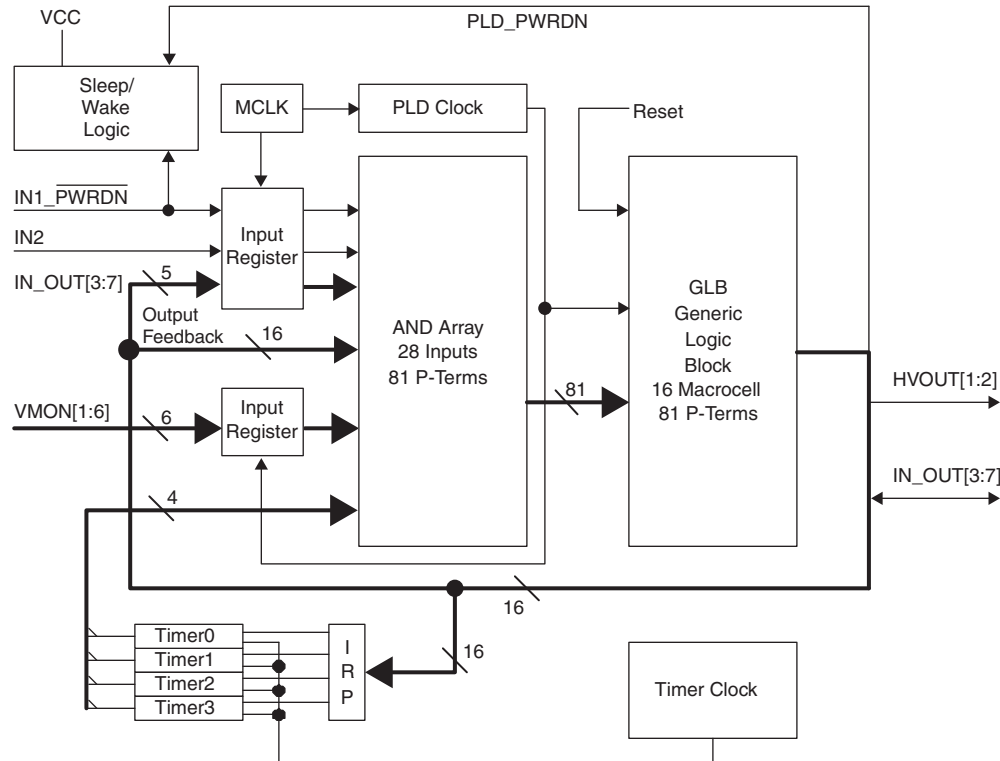 VCC
PLD_PWRDN
Sleep/
Wake
Logic
MCLK
PLD Clock
Reset
IN1_PWRDN
IN2
IN_OUT[3:7]
5
Input
Register
Output
Feedback
16
AND Array
28 Inputs
81 P-Terms
GLB
Generic
Logic
Block
16 Macrocell
81 P-Terms
81
HVOUT[1:2]
VMON[1:6]
6
Input
Register
IN_OUT[3:7]
4
16
Timer0
Timer1
Timer2
Timer3
I
R
P
16
Timer Clock